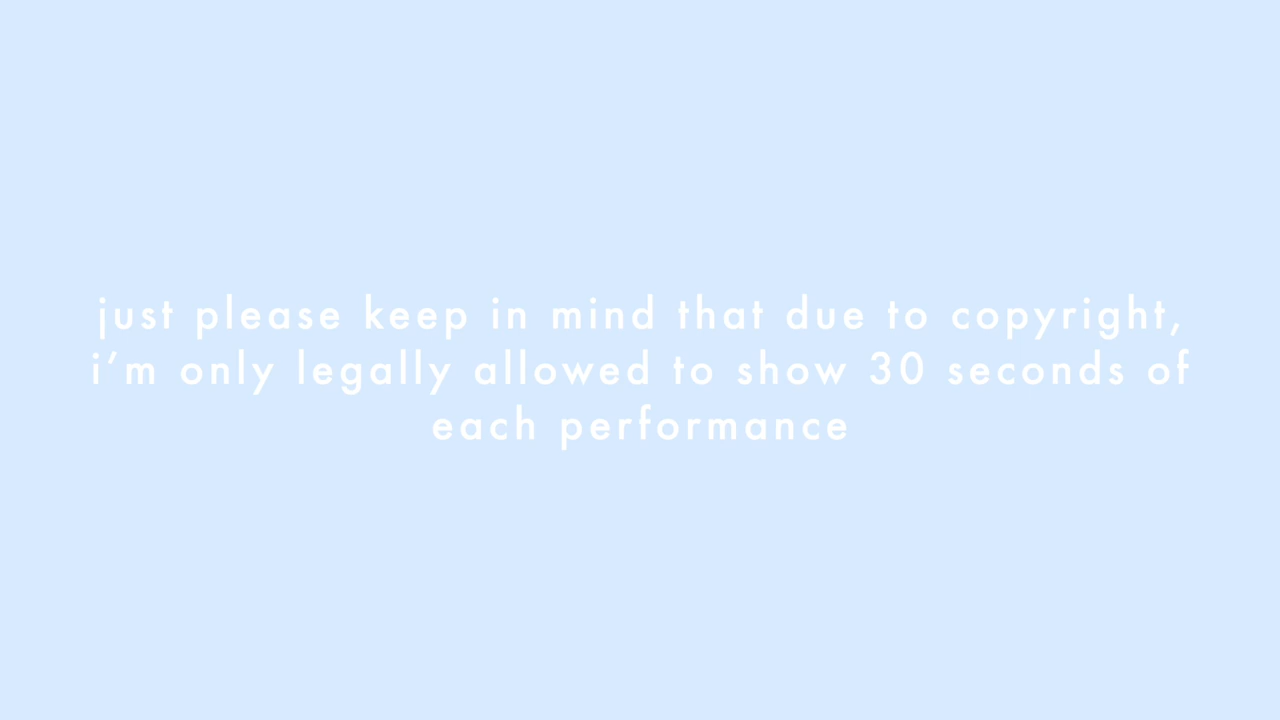 just please keep in mind that due to copyright,
i’m only legally allowed to show 30 seconds of
each performance